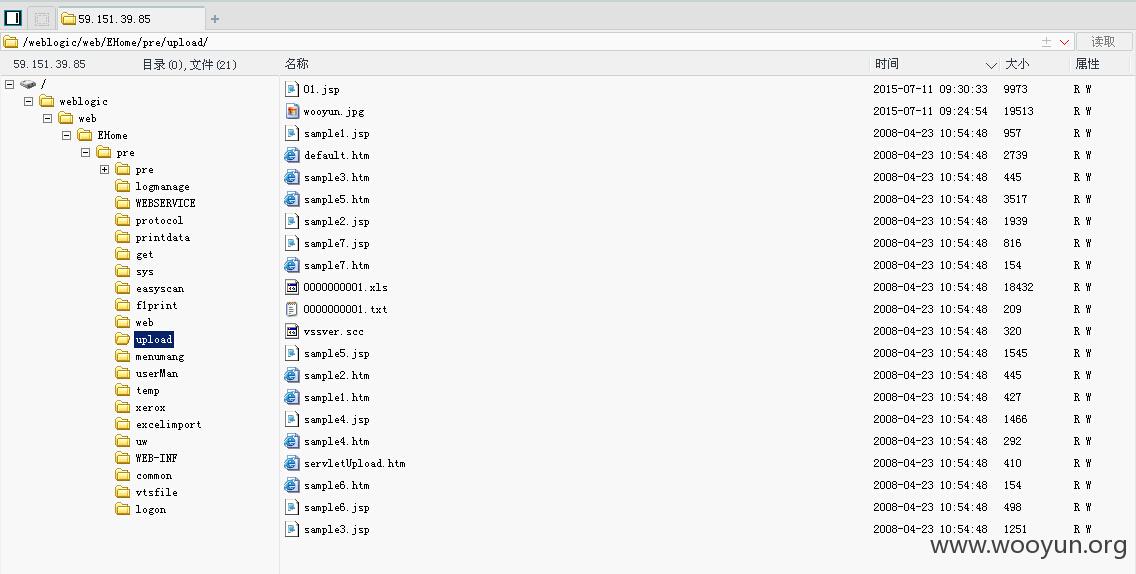 59.151.39.85
/weblogic/web/EHome/pre/upload/ 读取
59.151.39.85 目录(0),文件(21) 名称 时间 大小 属性
/
weblogic
web
EHome
pre
pre
logmanage
WEBSERVICE
protocol
printdata
get
sys
easyscan
f1print
web
upload
menumang
userMan
temp
xerox
excelimport
uw
WEB-INF
common
vtsfile
logon
01.jsp 2015-07-11 09:30:33 9973 R W
wooyun.jpg 2015-07-11 09:24:54 19513 R W
sample1.jsp 2008-04-23 10:54:48 957 R W
default.htm 2008-04-23 10:54:48 2739 R W
sample3.htm 2008-04-23 10:54:48 445 R W
sample5.htm 2008-04-23 10:54:48 3517 R W
sample2.jsp 2008-04-23 10:54:48 1939 R W
sample7.jsp 2008-04-23 10:54:48 816 R W
sample7.htm 2008-04-23 10:54:48 154 R W
0000000001.xls 2008-04-23 10:54:48 18432 R W
0000000001.txt 2008-04-23 10:54:48 209 R W
vssver.scc 2008-04-23 10:54:48 320 R W
sample5.jsp 2008-04-23 10:54:48 1545 R W
sample2.htm 2008-04-23 10:54:48 445 R W
sample1.htm 2008-04-23 10:54:48 427 R W
sample4.jsp 2008-04-23 10:54:48 1466 R W
sample4.htm 2008-04-23 10:54:48 292 R W
servletUpload.htm 2008-04-23 10:54:48 410 R W
sample6.htm 2008-04-23 10:54:48 154 R W
sample6.jsp 2008-04-23 10:54:48 498 R W
sample3.jsp 2008-04-23 10:54:48 1251 R W
www.wooyun.org